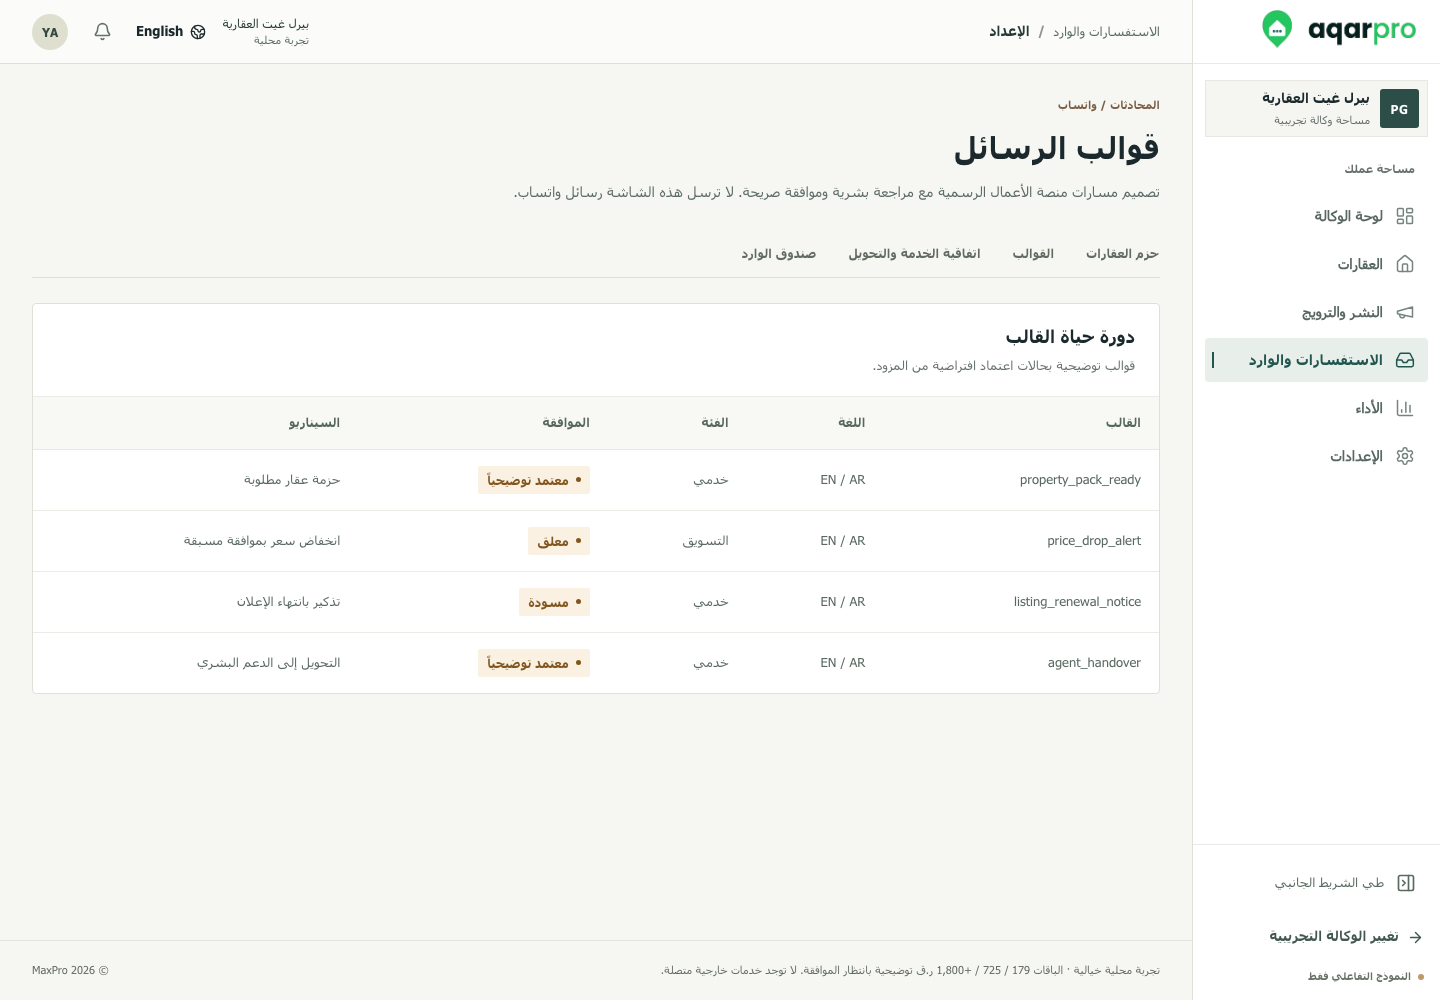 aqarpro
PG
بيرل غيت العقارية
مساحة وكالة تجريبية
مساحة عملك
لوحة الوكالة
العقارات
النشر والترويج
الاستفسارات والوارد
الأداء
الإعدادات
طي الشريط الجانبي
تغيير الوكالة التجريبية
النموذج التفاعلي فقط
الاستفسارات والوارد / الإعداد
بيرل غيت العقارية
تجربة محلية
English
YA
المحادثات / واتساب
قوالب الرسائل
تصميم مسارات منصة الأعمال الرسمية مع مراجعة بشرية وموافقة صريحة. لا ترسل هذه الشاشة رسائل واتساب.
حزم العقارات القوالب اتفاقية الخدمة والتحويل صندوق الوارد
دورة حياة القالب
قوالب توضيحية بحالات اعتماد افتراضية من المزود.
القالب اللغة الفئة الموافقة السيناريو
property_pack_ready EN / AR خدمي معتمد توضيحياً حزمة عقار مطلوبة
price_drop_alert EN / AR التسويق معلق انخفاض سعر بموافقة مسبقة
listing_renewal_notice EN / AR خدمي مسودة تذكير بانتهاء الإعلان
agent_handover EN / AR خدمي معتمد توضيحياً التحويل إلى الدعم البشري
تجربة محلية خيالية · الباقات 179 / 725 / +1,800 ر.ق توضيحية بانتظار الموافقة. لا توجد خدمات خارجية متصلة.
MaxPro 2026 ©